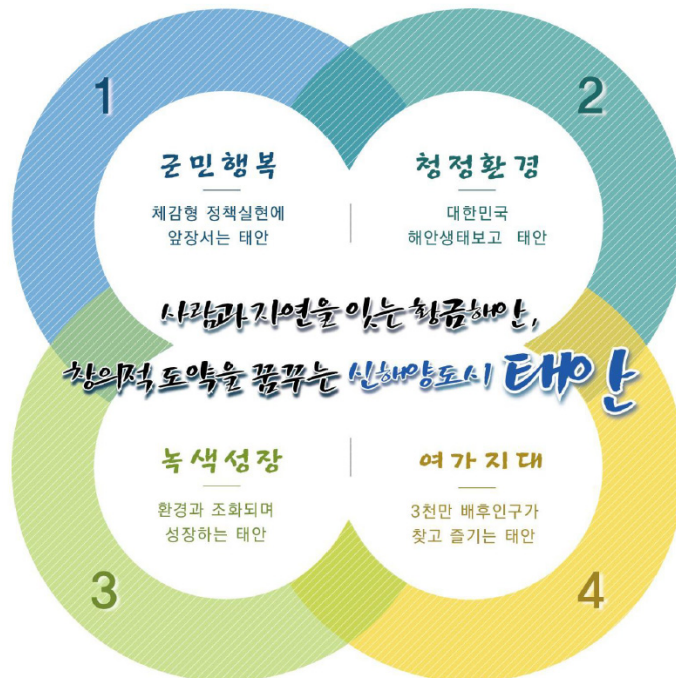 1
2
군민행복
체감형 정책실현에
앞장서는 태안
청정환경
대한민국
해안생태보고 태안
사람과 자연을 잇는 황금해안,
창의적 도약을 꿈꾸는 신해양도시 태안
녹색성장
환경과 조화되며
성장하는 태안
여가지대
3천만 배후인구가
찾고 즐기는 태안
3
4